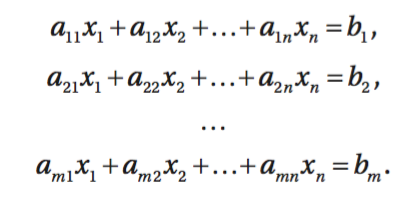 a₁₁x₁ + a₁₂x₂ + ... + a₁ₙxₙ = b₁,
a₂₁x₁ + a₂₂x₂ + ... + a₂ₙxₙ = b₂,
...
aₘ₁x₁ + aₘ₂x₂ + ... + aₘₙxₙ = bₘ.